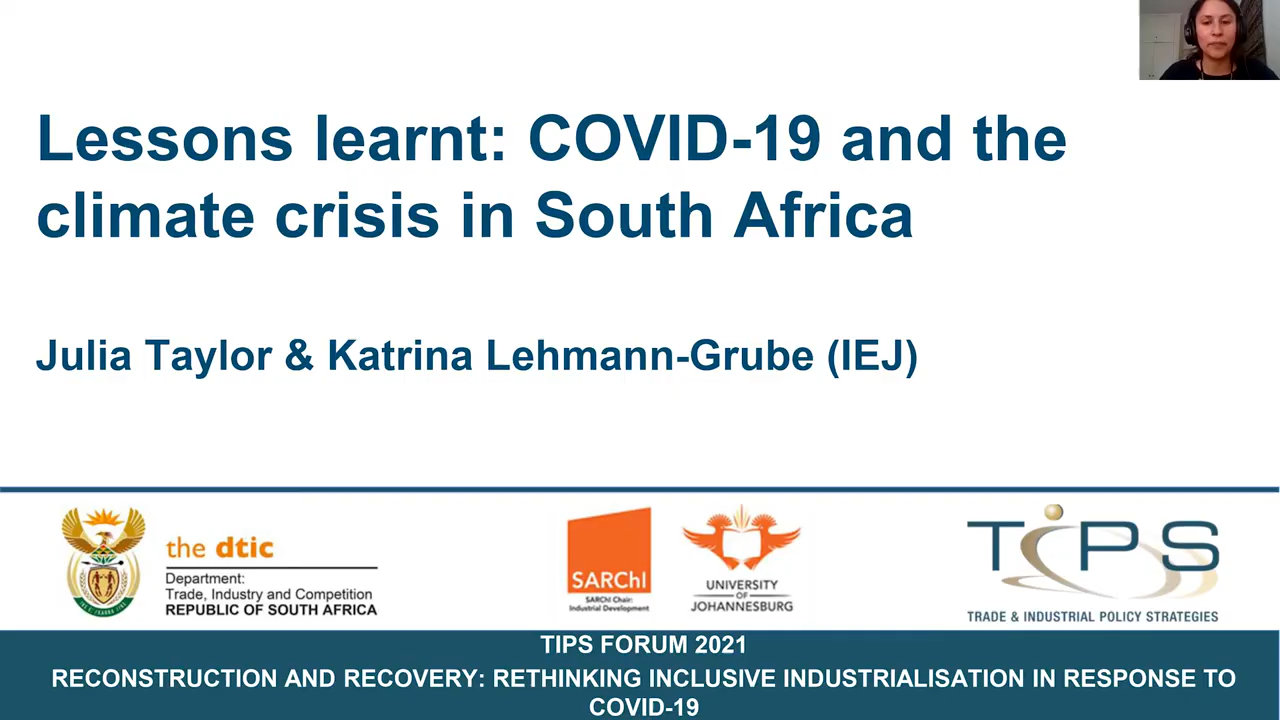 Lessons learnt: COVID-19 and the
climate crisis in South Africa
Julia Taylor & Katrina Lehmann-Grube (IEJ)
the dtic
Department:
Trade, Industry and Competition
REPUBLIC OF SOUTH AFRICA
SARChI
SARChI Chair:
Industrial Development
UNIVERSITY
OF
JOHANNESBURG
TIPS
TRADE & INDUSTRIAL POLICY STRATEGIES
TIPS FORUM 2021
RECONSTRUCTION AND RECOVERY: RETHINKING INCLUSIVE INDUSTRIALISATION IN RESPONSE TO
COVID-19